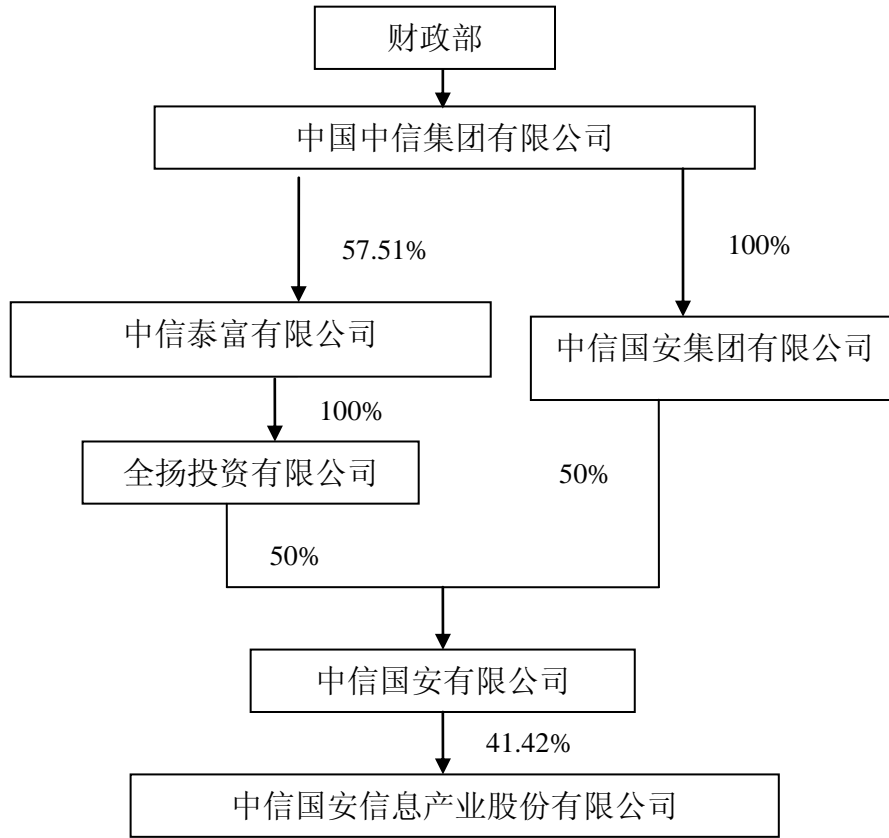 财政部
中国中信集团有限公司
57.51%
100%
中信泰富有限公司
中信国安集团有限公司
100%
全扬投资有限公司
50%
50%
中信国安有限公司
41.42%
中信国安信息产业股份有限公司